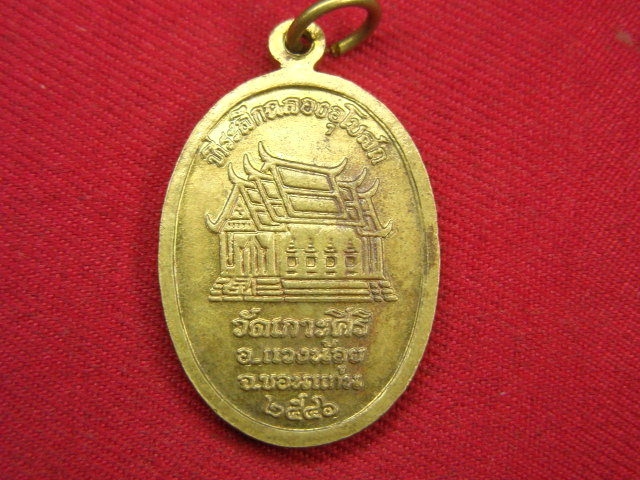 ที่ระลึกฉลองอุโบสถ
วัดเกาะศิริ
อ.แวงน้อย
จ.ขอนแก่น
๒๕๔๖